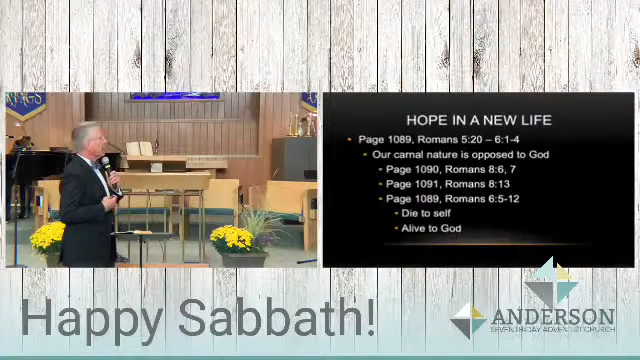 HOPE IN A NEW LIFE
Page 1089, Romans 5:20 – 6:1-4
Our carnal nature is opposed to God
Page 1090, Romans 8:6, 7
Page 1091, Romans 8:13
Page 1089, Romans 6:5-12
Die to self
Alive to God
Happy Sabbath!
ANDERSON
SEVENTH-DAY ADVENTIST CHURCH